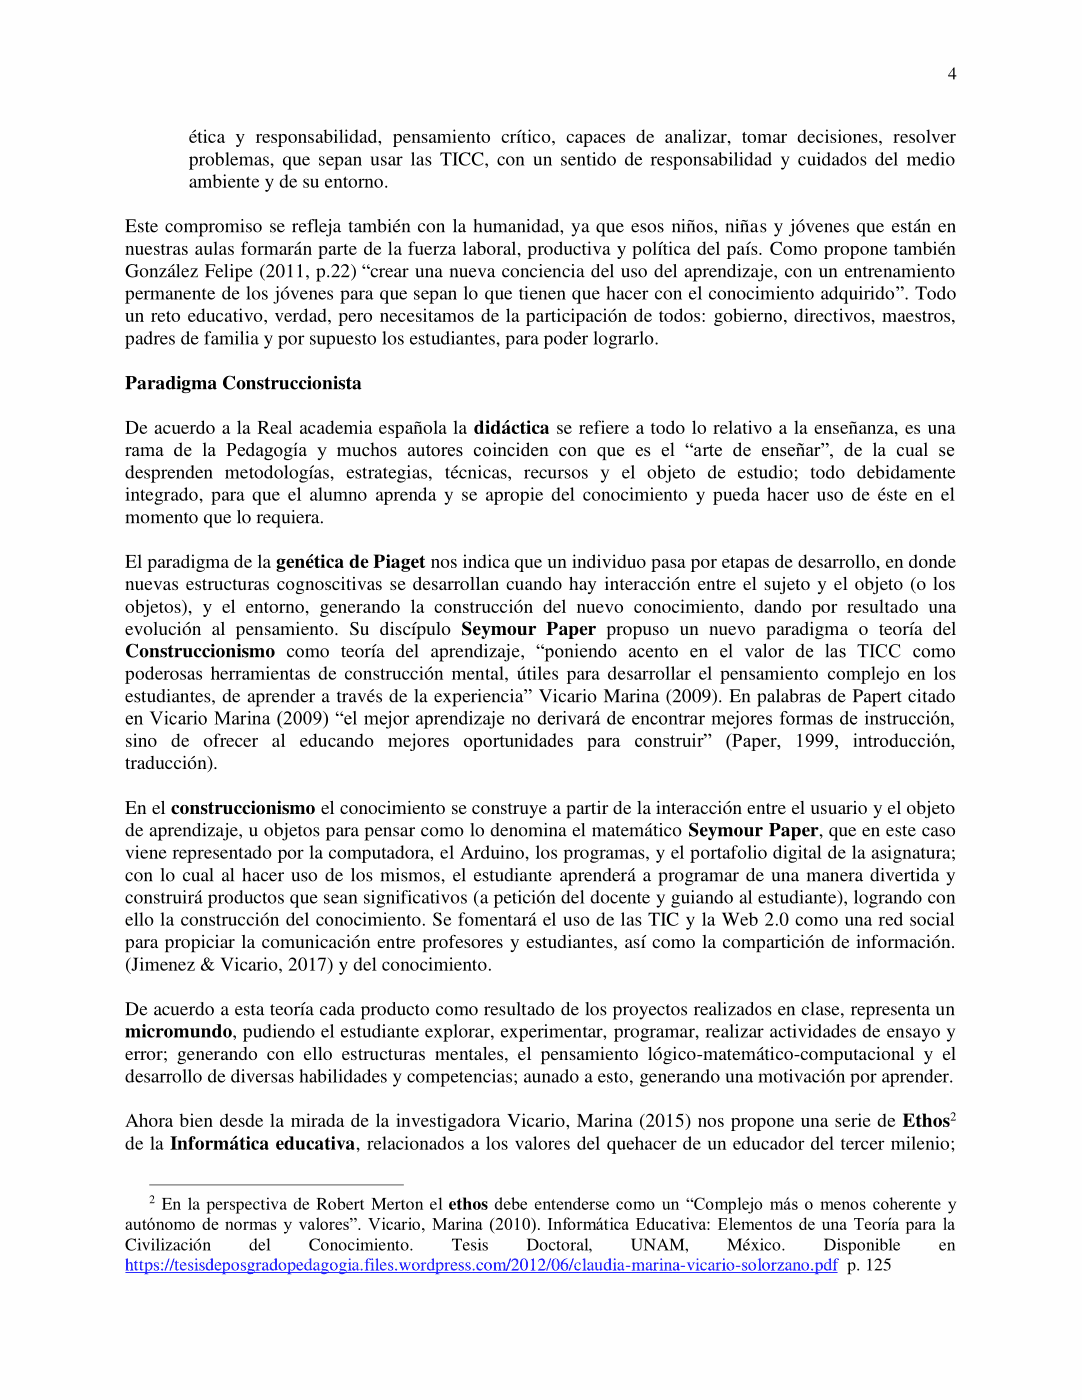 4
ética y responsabilidad, pensamiento crítico, capaces de analizar, tomar decisiones, resolver
problemas, que sepan usar las TICC, con un sentido de responsabilidad y cuidados del medio
ambiente y de su entorno.
Este compromiso se refleja también con la humanidad, ya que esos niños, niñas y jóvenes que están en
nuestras aulas formarán parte de la fuerza laboral, productiva y política del país. Como propone también
González Felipe (2011, p.22) “crear una nueva conciencia del uso del aprendizaje, con un entrenamiento
permanente de los jóvenes para que sepan lo que tienen que hacer con el conocimiento adquirido”. Todo
un reto educativo, verdad, pero necesitamos de la participación de todos: gobierno, directivos, maestros,
padres de familia y por supuesto los estudiantes, para poder lograrlo.
Paradigma Construccionista
De acuerdo a la Real academia española la didáctica se refiere a todo lo relativo a la enseñanza, es una
rama de la Pedagogía y muchos autores coinciden con que es el “arte de enseñar”, de la cual se
desprenden metodologías, estrategias, técnicas, recursos y el objeto de estudio; todo debidamente
integrado, para que el alumno aprenda y se apropie del conocimiento y pueda hacer uso de éste en el
momento que lo requiera.
El paradigma de la genética de Piaget nos indica que un individuo pasa por etapas de desarrollo, en donde
nuevas estructuras cognoscitivas se desarrollan cuando hay interacción entre el sujeto y el objeto (o los
objetos), y el entorno, generando la construcción del nuevo conocimiento, dando por resultado una
evolución al pensamiento. Su discípulo Seymour Paper propuso un nuevo paradigma o teoría del
Construccionismo como teoría del aprendizaje, “poniendo acento en el valor de las TICC como
poderosas herramientas de construcción mental, útiles para desarrollar el pensamiento complejo en los
estudiantes, de aprender a través de la experiencia” Vicario Marina (2009). En palabras de Papert citado
en Vicario Marina (2009) “el mejor aprendizaje no derivará de encontrar mejores formas de instrucción,
sino de ofrecer al educando mejores oportunidades para construir” (Paper, 1999, introducción,
traducción).
En el construccionismo el conocimiento se construye a partir de la interacción entre el usuario y el objeto
de aprendizaje, u objetos para pensar como lo denomina el matemático Seymour Paper, que en este caso
viene representado por la computadora, el Arduino, los programas, y el portafolio digital de la asignatura;
con lo cual al hacer uso de los mismos, el estudiante aprenderá a programar de una manera divertida y
construirá productos que sean significativos (a petición del docente y guiando al estudiante), logrando con
ello la construcción del conocimiento. Se fomentará el uso de las TIC y la Web 2.0 como una red social
para propiciar la comunicación entre profesores y estudiantes, así como la compartición de información.
(Jimenez & Vicario, 2017) y del conocimiento.
De acuerdo a esta teoría cada producto como resultado de los proyectos realizados en clase, representa un
micromundo, pudiendo el estudiante explorar, experimentar, programar, realizar actividades de ensayo y
error; generando con ello estructuras mentales, el pensamiento lógico-matemático-computacional y el
desarrollo de diversas habilidades y competencias; aunado a esto, generando una motivación por aprender.
Ahora bien desde la mirada de la investigadora Vicario, Marina (2015) nos propone una serie de Ethos2
de la Informática educativa, relacionados a los valores del quehacer de un educador del tercer milenio;
2 En la perspectiva de Robert Merton el ethos debe entenderse como un “Complejo más o menos coherente y
autónomo de normas y valores”. Vicario, Marina (2010). Informática Educativa: Elementos de una Teoría para la
Civilización del Conocimiento. Tesis Doctoral, UNAM, México. Disponible en
https://tesisdeposgradopedagogia.files.wordpress.com/2012/06/claudia-marina-vicario-solorzano.pdf p. 125